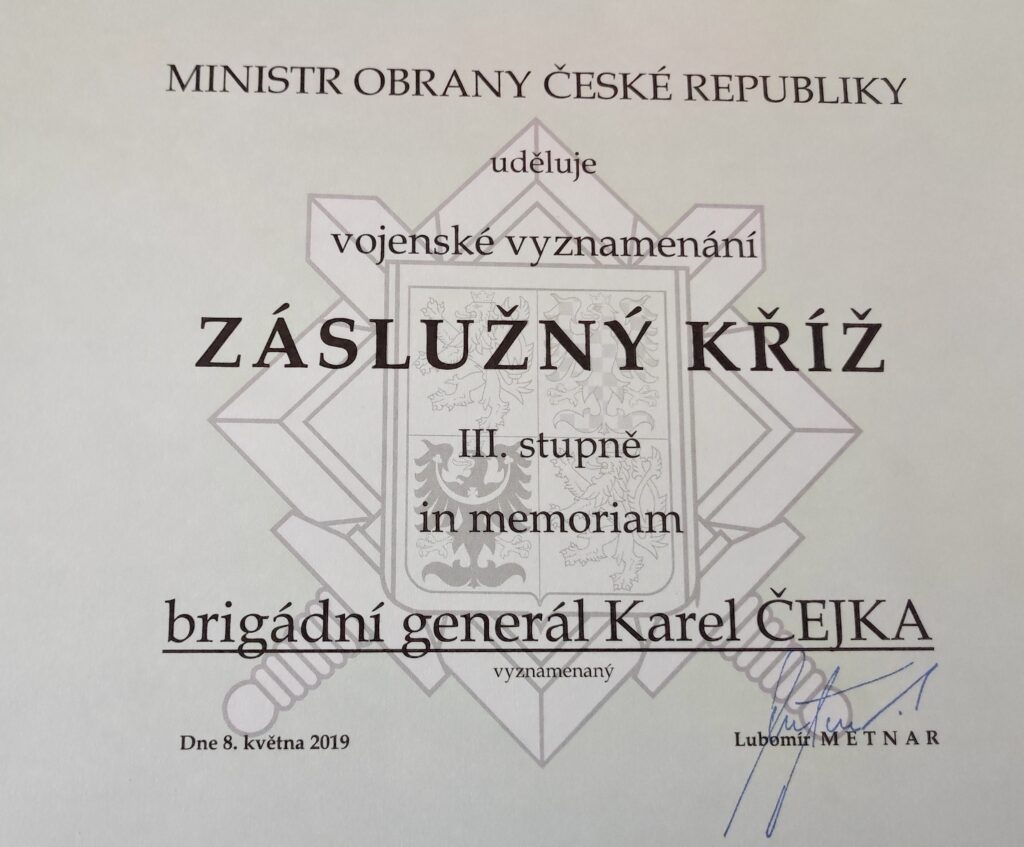 MINISTR OBRANY ČESKÉ REPUBLIKY
uděluje
vojenské vyznamenání
ZÁSLUŽNÝ KŘÍŽ
III. stupně
in memoriam
brigádní generál Karel ČEJKA
vyznamenaný
Dne 8. května 2019
Lubomír METNAR